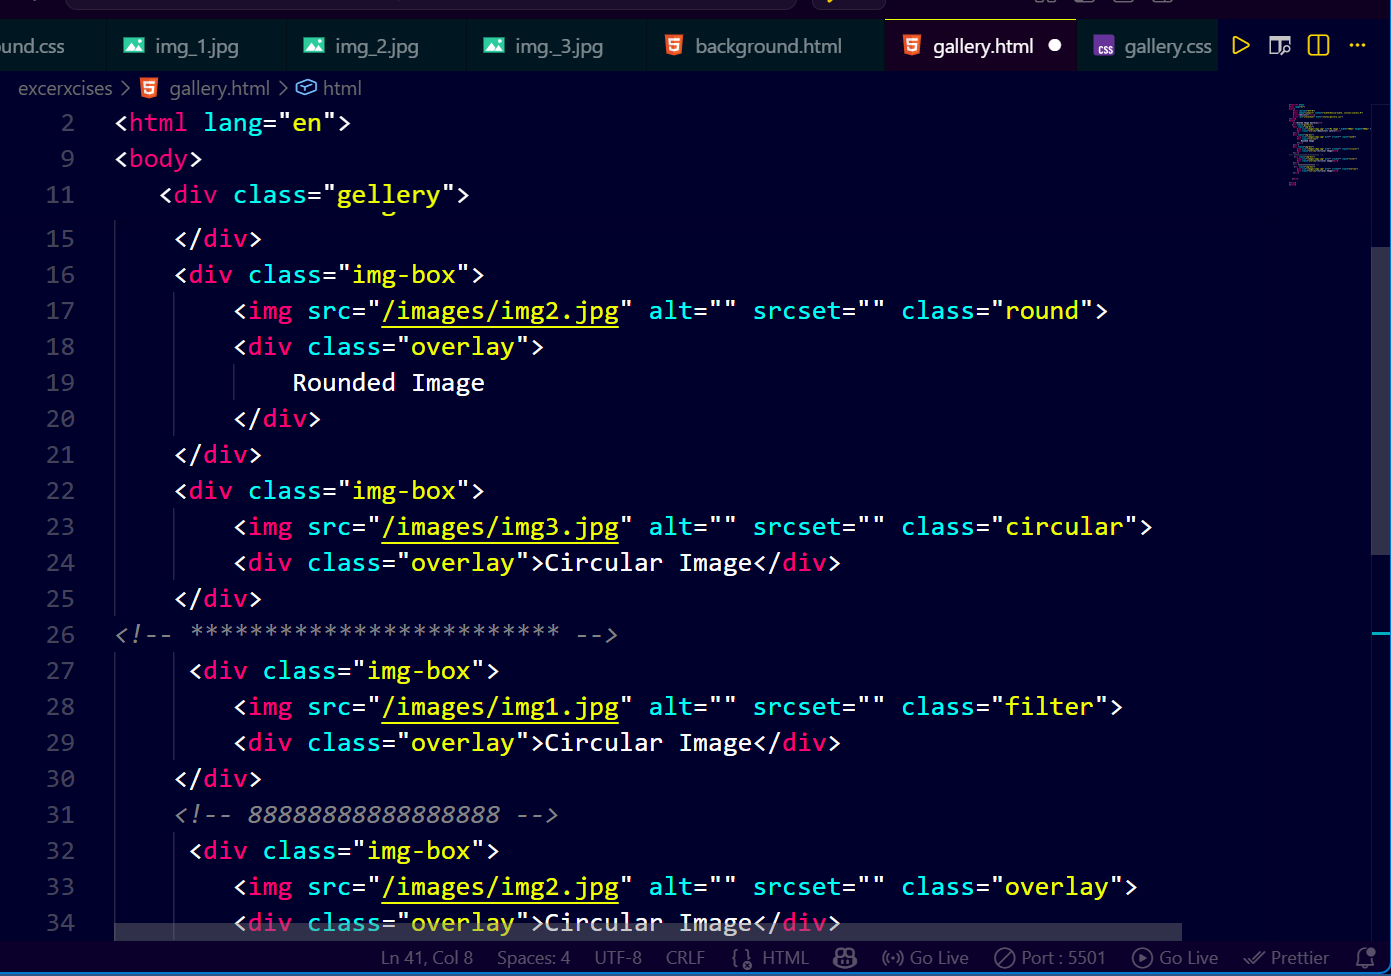 und.css img_1.jpg img_2.jpg img._3.jpg background.html gallery.html gallery.css
excerxcises > gallery.html > html
2 <html lang="en">
9 <body>
11 <div class="gellery">
15 </div>
16 <div class="img-box">
17 <img src="/images/img2.jpg" alt="" srcset="" class="round">
18 <div class="overlay">
19 Rounded Image
20 </div>
21 </div>
22 <div class="img-box">
23 <img src="/images/img3.jpg" alt="" srcset="" class="circular">
24 <div class="overlay">Circular Image</div>
25 </div>
26 <!-- ************************* -->
27 <div class="img-box">
28 <img src="/images/img1.jpg" alt="" srcset="" class="filter">
29 <div class="overlay">Circular Image</div>
30 </div>
31 <!-- 88888888888888888 -->
32 <div class="img-box">
33 <img src="/images/img2.jpg" alt="" srcset="" class="overlay">
34 <div class="overlay">Circular Image</div>
Ln 41, Col 8 Spaces: 4 UTF-8 CRLF HTML Go Live Port : 5501 Go Live Prettier